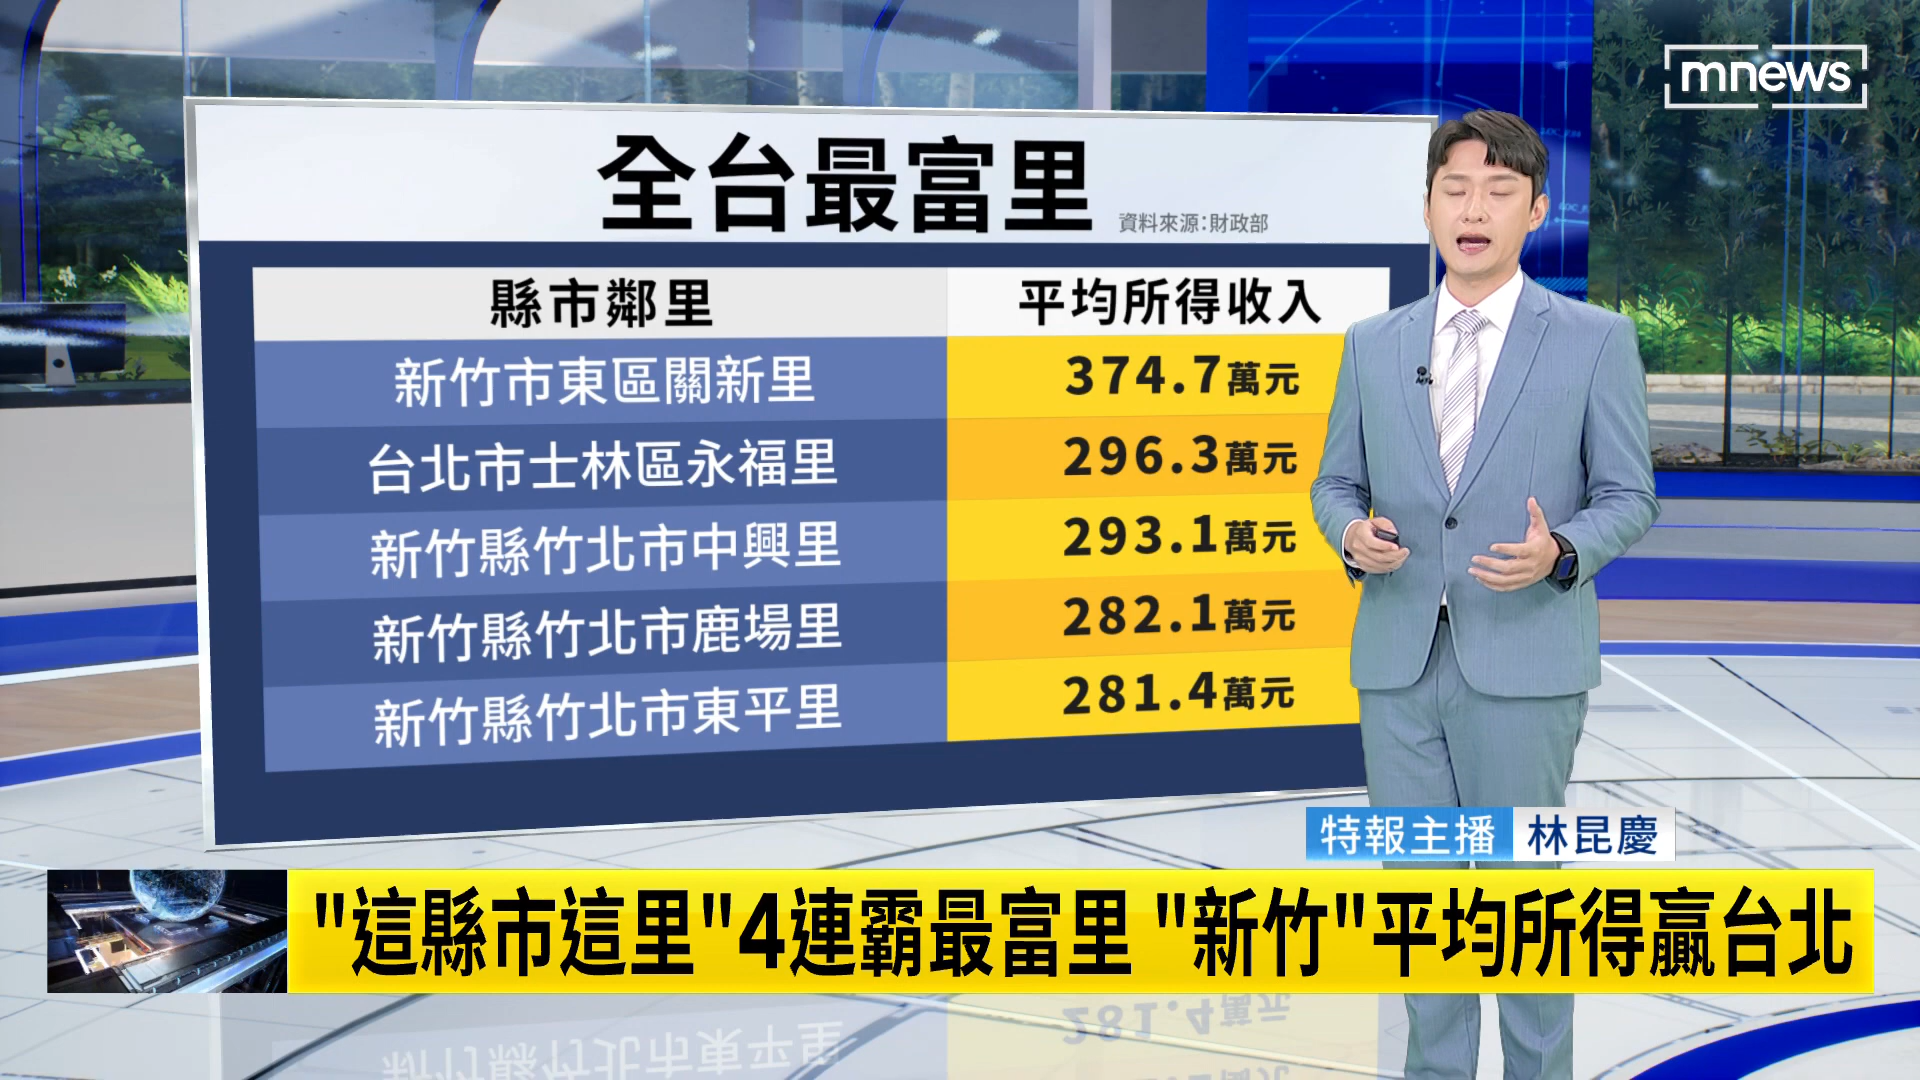 mnews
全台最富里
資料來源:財政部
縣市鄰里 平均所得收入
新竹市東區關新里 374.7萬元
台北市士林區永福里 296.3萬元
新竹縣竹北市中興里 293.1萬元
新竹縣竹北市鹿場里 282.1萬元
新竹縣竹北市東平里 281.4萬元
特報主播 林昆慶
"這縣市這里"4連霸最富里 "新竹"平均所得贏台北